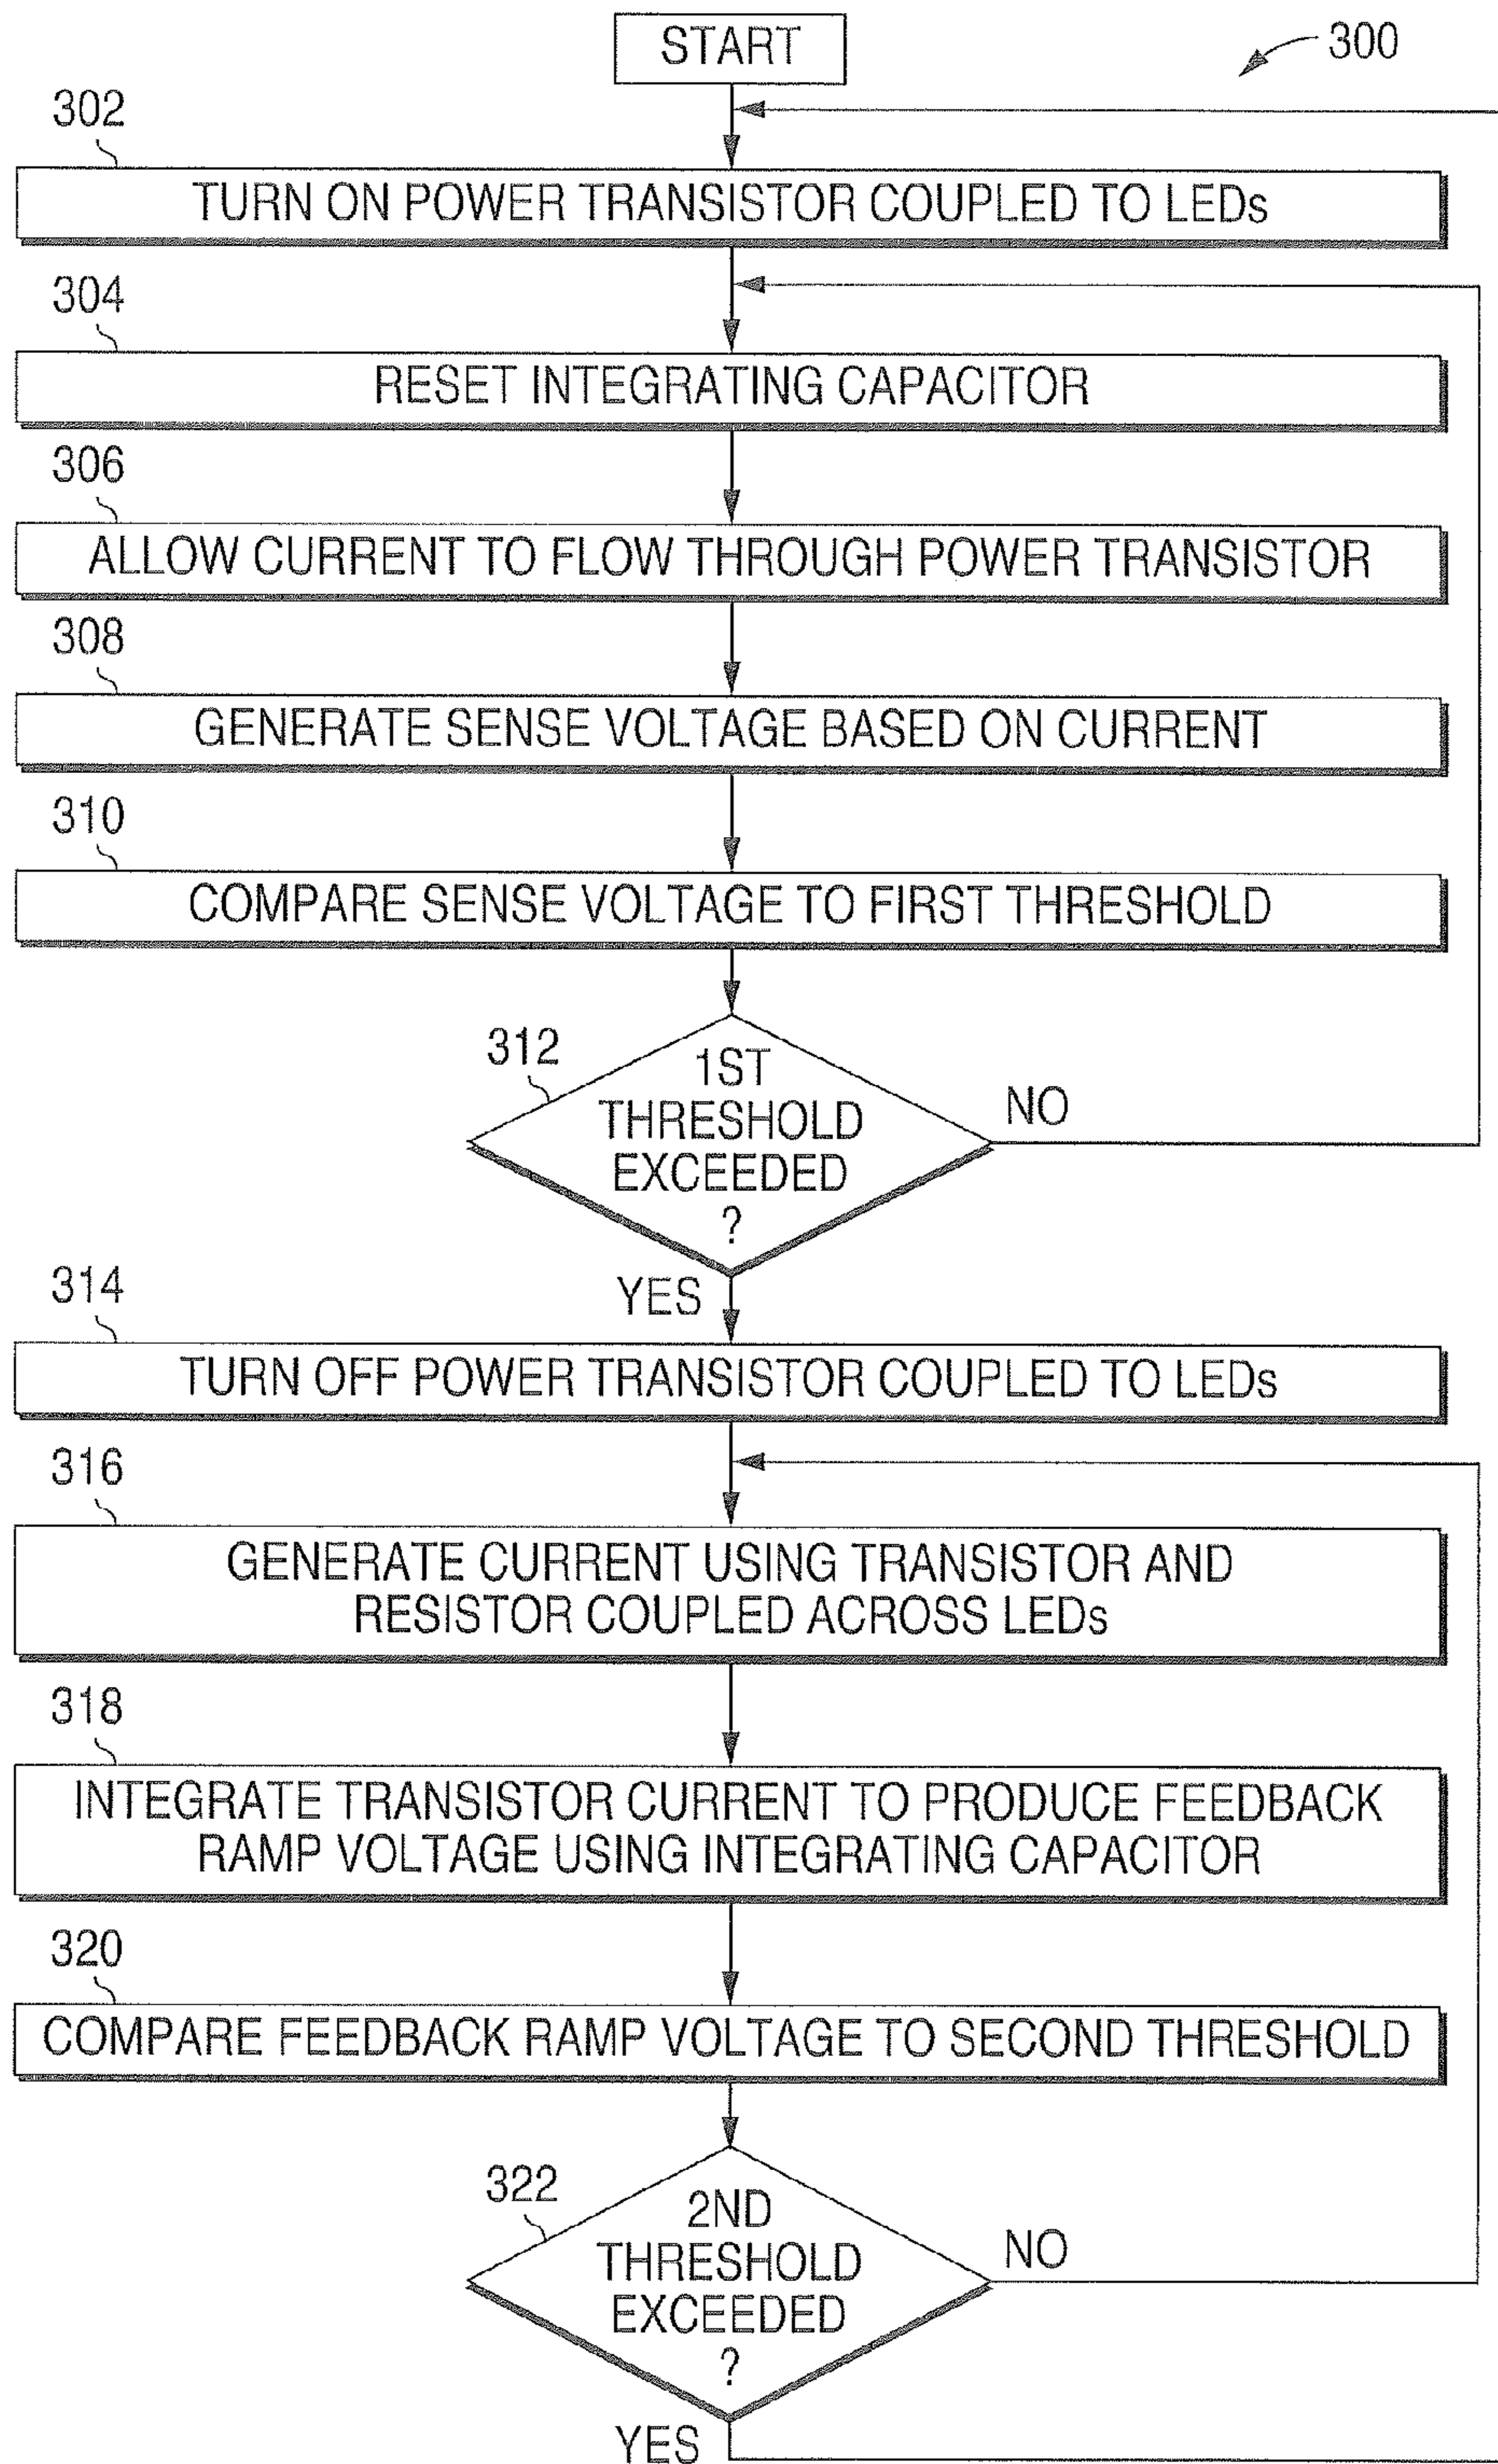 START
300
302
TURN ON POWER TRANSISTOR COUPLED TO LEDs
304
RESET INTEGRATING CAPACITOR
306
ALLOW CURRENT TO FLOW THROUGH POWER TRANSISTOR
308
GENERATE SENSE VOLTAGE BASED ON CURRENT
310
COMPARE SENSE VOLTAGE TO FIRST THRESHOLD
312
1ST
THRESHOLD
EXCEEDED
?
NO
YES
314
TURN OFF POWER TRANSISTOR COUPLED TO LEDs
316
GENERATE CURRENT USING TRANSISTOR AND
RESISTOR COUPLED ACROSS LEDs
318
INTEGRATE TRANSISTOR CURRENT TO PRODUCE FEEDBACK
RAMP VOLTAGE USING INTEGRATING CAPACITOR
320
COMPARE FEEDBACK RAMP VOLTAGE TO SECOND THRESHOLD
322
2ND
THRESHOLD
EXCEEDED
?
NO
YES